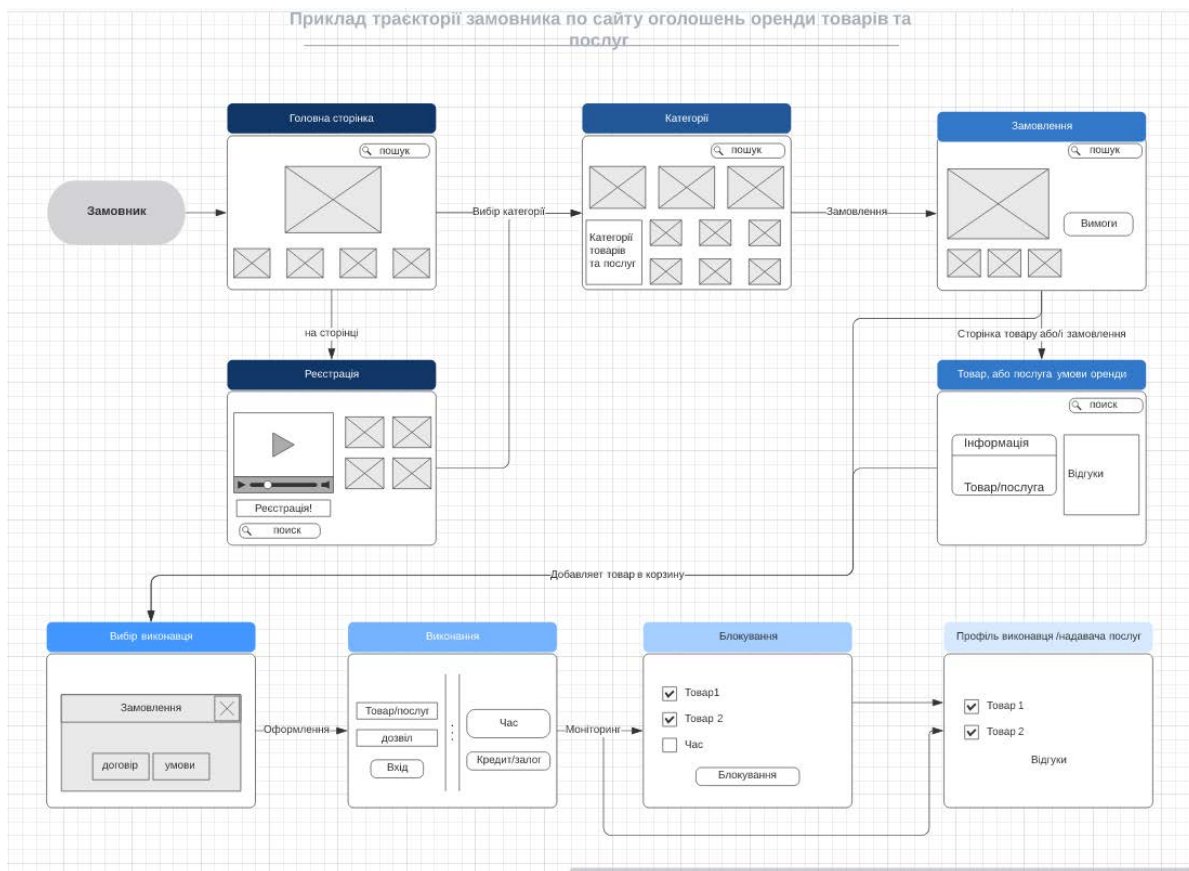 Приклад траєкторії замовника по сайту оголошень оренди товарів та
послуг
Головна сторінка
пошук
Замовник
Вибір категорії
Категорії
пошук
Категорії
товарів
та послуг
Замовлення
Замовлення
пошук
Вимоги
на сторінці
Сторінка товару або/і замовлення
Реєстрація
Реєстрація!
поиск
Товар, або послуга умови оренди
поиск
Інформація
Товар/послуга
Відгуки
Добавляет товар в корзину
Вибір виконавця
Замовлення
договір
умови
Оформлення
Виконання
Товар/послуг
дозвіл
Вхід
Час
Кредит/залог
Моніторинг
Блокування
Товар1
Товар 2
Час
Блокування
Профіль виконавця /надавача послуг
Товар 1
Товар 2
Відгуки